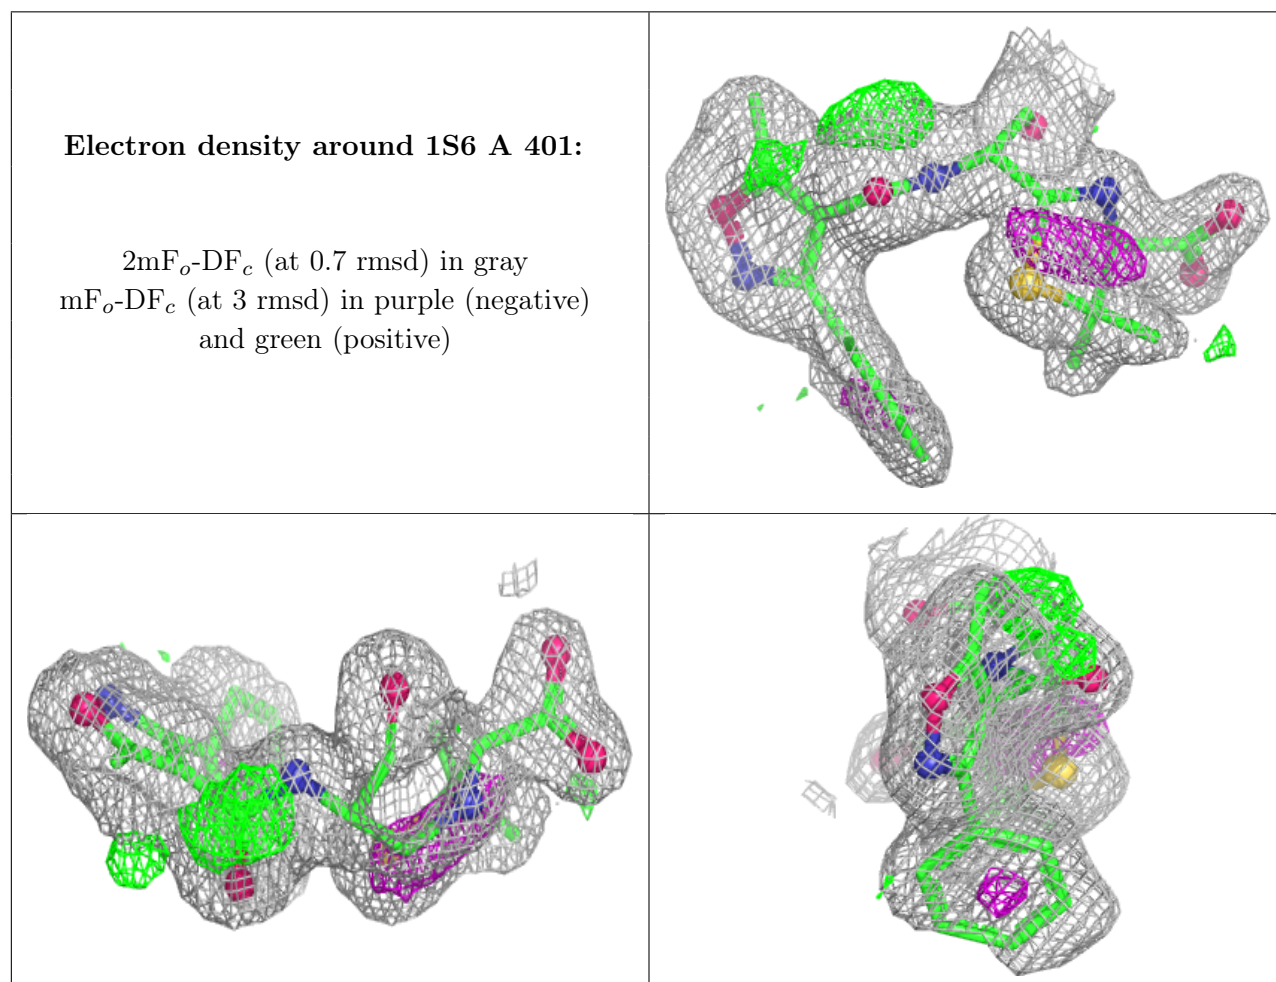 Electron density around 1S6 A 401:
2mFo-DFc (at 0.7 rmsd) in gray
mFo-DFc (at 3 rmsd) in purple (negative)
and green (positive)